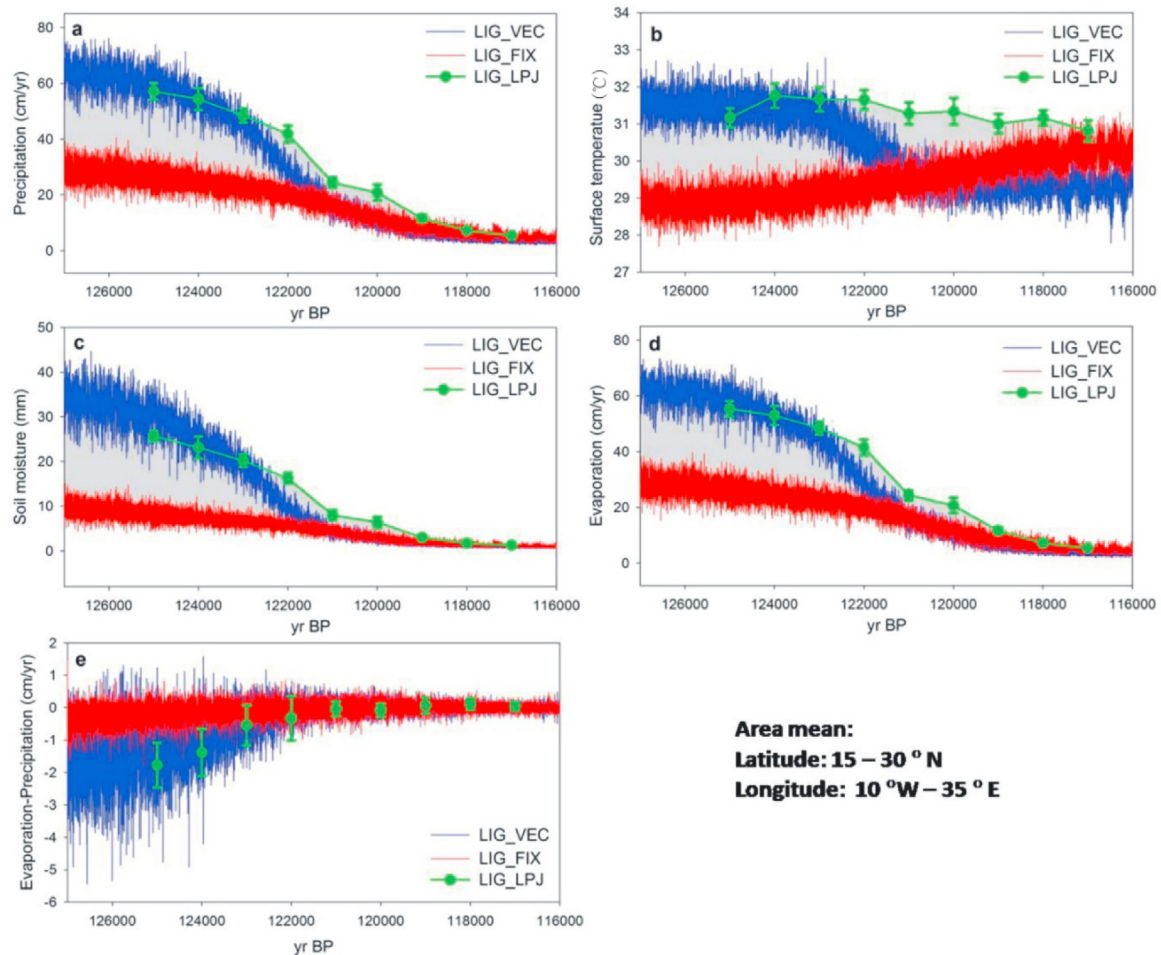 a
LIG_VEC
LIG_FIX
LIG_LPJ
Precipitation (cm/yr)
80
60
40
20
0
126000 124000 122000 120000 118000 116000
yr BP
b
LIG_VEC
LIG_FIX
LIG_LPJ
Surface temperatue (℃)
34
33
32
31
30
29
28
27
126000 124000 122000 120000 118000 116000
yr BP
c
LIG_VEC
LIG_FIX
LIG_LPJ
Soil moisture (mm)
50
40
30
20
10
0
126000 124000 122000 120000 118000 116000
yr BP
d
LIG_VEC
LIG_FIX
LIG_LPJ
Evaporation (cm/yr)
80
60
40
20
0
126000 124000 122000 120000 118000 116000
yr BP
e
LIG_VEC
LIG_FIX
LIG_LPJ
Evaporation-Precipitation (cm/yr)
2
1
0
-1
-2
-3
-4
-5
-6
126000 124000 122000 120000 118000 116000
yr BP
Area mean:
Latitude: 15 – 30 ° N
Longitude: 10 °W – 35 ° E